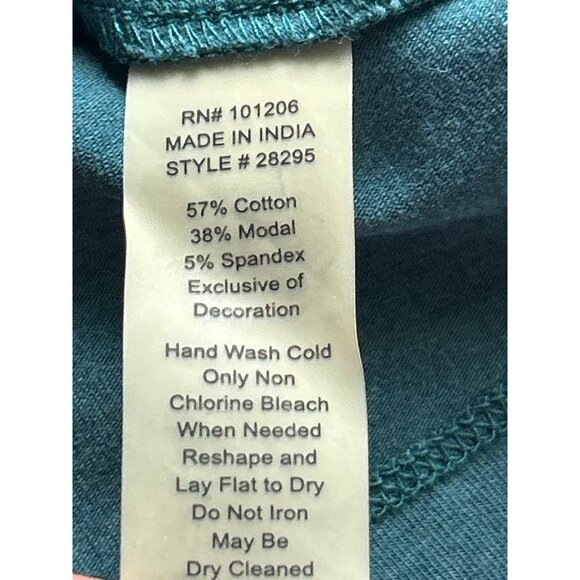 RN# 101206
MADE IN INDIA
STYLE # 28295
57% Cotton
38% Modal
5% Spandex
Exclusive of
Decoration
Hand Wash Cold
Only Non
Chlorine Bleach
When Needed
Reshape and
Lay Flat to Dry
Do Not Iron
May Be
Dry Cleaned